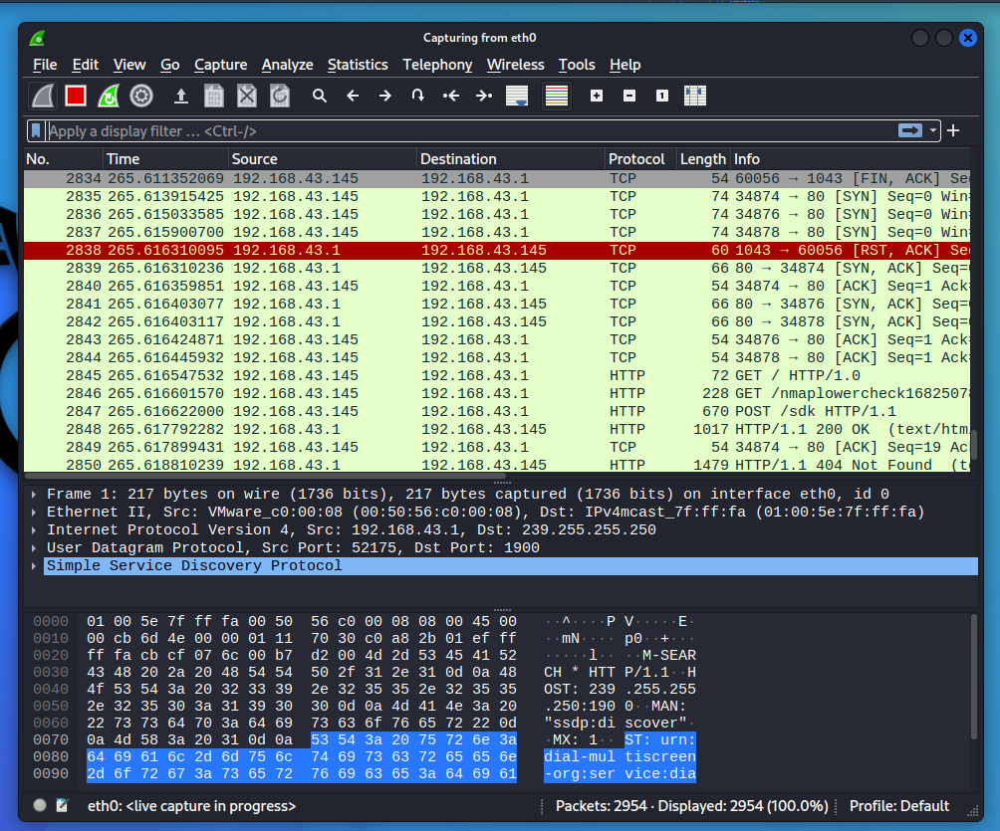 Capturing from eth0
File Edit View Go Capture Analyze Statistics Telephony Wireless Tools Help
Apply a display filter … <Ctrl-/>
No. Time Source Destination Protocol Length Info
2834 265.611352069 192.168.43.145 192.168.43.1 TCP 54 60056 → 1043 [FIN, ACK] Se
2835 265.613915425 192.168.43.145 192.168.43.1 TCP 74 34874 → 80 [SYN] Seq=0 Win=
2836 265.615033585 192.168.43.145 192.168.43.1 TCP 74 34876 → 80 [SYN] Seq=0 Win=
2837 265.615900700 192.168.43.145 192.168.43.1 TCP 74 34878 → 80 [SYN] Seq=0 Win=
2838 265.616310095 192.168.43.1 192.168.43.145 TCP 60 1043 → 60056 [RST, ACK] Se
2839 265.616310236 192.168.43.1 192.168.43.145 TCP 66 80 → 34874 [SYN, ACK] Seq=
2840 265.616359851 192.168.43.145 192.168.43.1 TCP 54 34874 → 80 [ACK] Seq=1 Ack=
2841 265.616403077 192.168.43.1 192.168.43.145 TCP 66 80 → 34876 [SYN, ACK] Seq=
2842 265.616403117 192.168.43.1 192.168.43.145 TCP 66 80 → 34878 [SYN, ACK] Seq=
2843 265.616424871 192.168.43.145 192.168.43.1 TCP 54 34876 → 80 [ACK] Seq=1 Ack=
2844 265.616445932 192.168.43.145 192.168.43.1 TCP 54 34878 → 80 [ACK] Seq=1 Ack=
2845 265.616547532 192.168.43.145 192.168.43.1 HTTP 72 GET / HTTP/1.0
2846 265.616601570 192.168.43.145 192.168.43.1 HTTP 228 GET /nmaplowercheck16825078
2847 265.616622000 192.168.43.145 192.168.43.1 HTTP 670 POST /sdk HTTP/1.1
2848 265.617792282 192.168.43.1 192.168.43.145 HTTP 1017 HTTP/1.1 200 OK (text/htm
2849 265.617899431 192.168.43.145 192.168.43.1 TCP 54 34874 → 80 [ACK] Seq=19 Ac
2850 265.618810239 192.168.43.1 192.168.43.145 HTTP 1479 HTTP/1.1 404 Not Found (t
Frame 1: 217 bytes on wire (1736 bits), 217 bytes captured (1736 bits) on interface eth0, id 0
Ethernet II, Src: VMware_c0:00:08 (00:50:56:c0:00:08), Dst: IPv4mcast_7f:ff:fa (01:00:5e:7f:ff:fa)
Internet Protocol Version 4, Src: 192.168.43.1, Dst: 239.255.255.250
User Datagram Protocol, Src Port: 52175, Dst Port: 1900
Simple Service Discovery Protocol
0000 01 00 5e 7f ff fa 00 50 56 c0 00 08 08 00 45 00 ··^····P V·····E·
0010 00 cb 6d 4e 00 00 01 11 70 30 c0 a8 2b 01 ef ff ··mN···· p0··+···
0020 ff fa cb cf 07 6c 00 b7 d2 00 4d 2d 53 45 41 52 ·····l·· ··M-SEAR
0030 43 48 20 2a 20 48 54 54 50 2f 31 2e 31 0d 0a 48 CH * HTT P/1.1··H
0040 4f 53 54 3a 20 32 33 39 2e 32 35 35 2e 32 35 35 OST: 239 .255.255
0050 2e 32 35 30 3a 31 39 30 30 0d 0a 4d 41 4e 3a 20 .250:190 0··MAN:
0060 22 73 73 64 70 3a 64 69 73 63 6f 76 65 72 22 0d "ssdp:di scover"·
0070 0a 4d 58 3a 20 31 0d 0a 53 54 3a 20 75 72 6e 3a ·MX: 1·· ST: urn:
0080 64 69 61 6c 2d 6d 75 6c 74 69 73 63 72 65 65 6e dial-mul tiscreen
0090 2d 6f 72 67 3a 73 65 72 76 69 63 65 3a 64 69 61 -org:ser vice:dia
eth0: <live capture in progress> Packets: 2954 · Displayed: 2954 (100.0%) Profile: Default